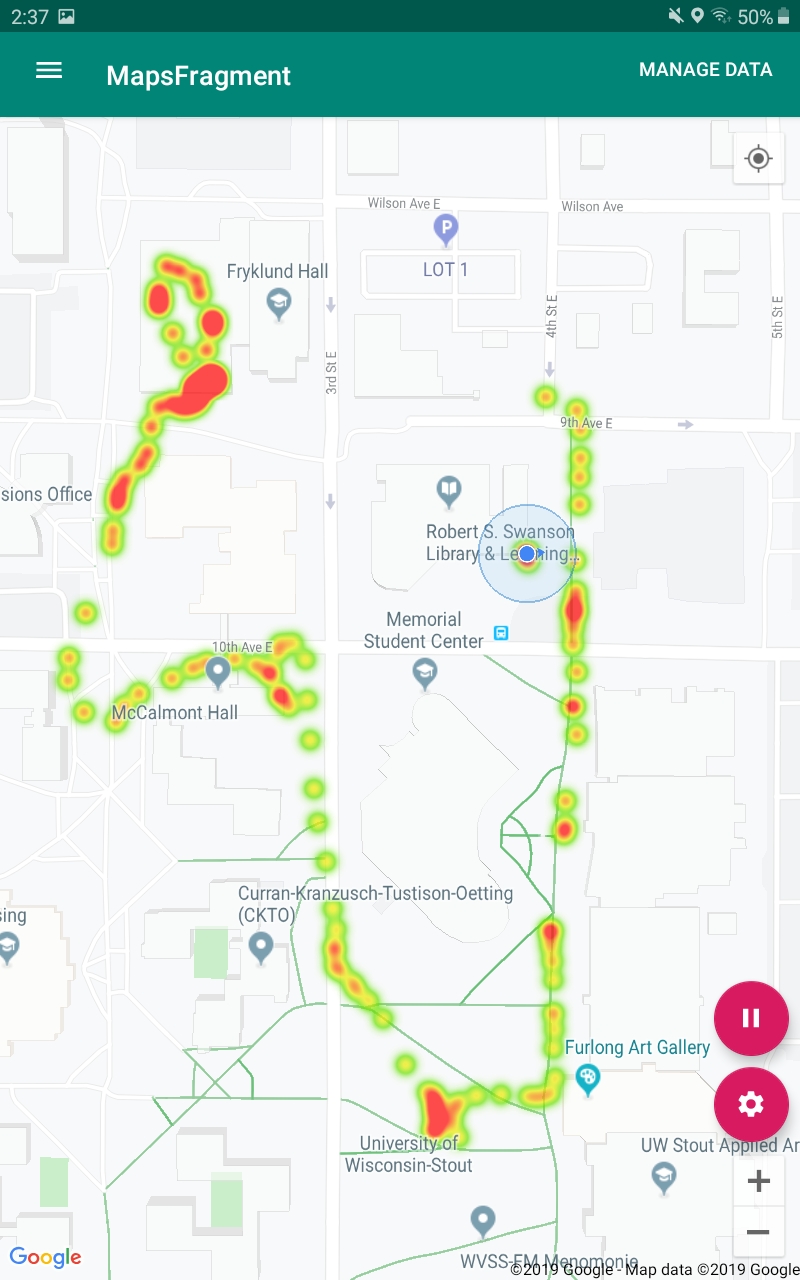 2:37
50%
MapsFragment
MANAGE DATA
Wilson Ave E
Wilson Ave
P
LOT 1
Fryklund Hall
4th St E
5th St E
3rd St E
9th Ave E
sions Office
Robert S. Swanson
Library & Learning...
Memorial
Student Center
10th Ave E
McCalmont Hall
Curran-Kranzusch-Tustison-Oetting
(CKTO)
ing
Furlong Art Gallery
University of
Wisconsin-Stout
UW Stout Applied Ar
WVSS-FM Menomonie
Google
©2019 Google - Map data ©2019 Google